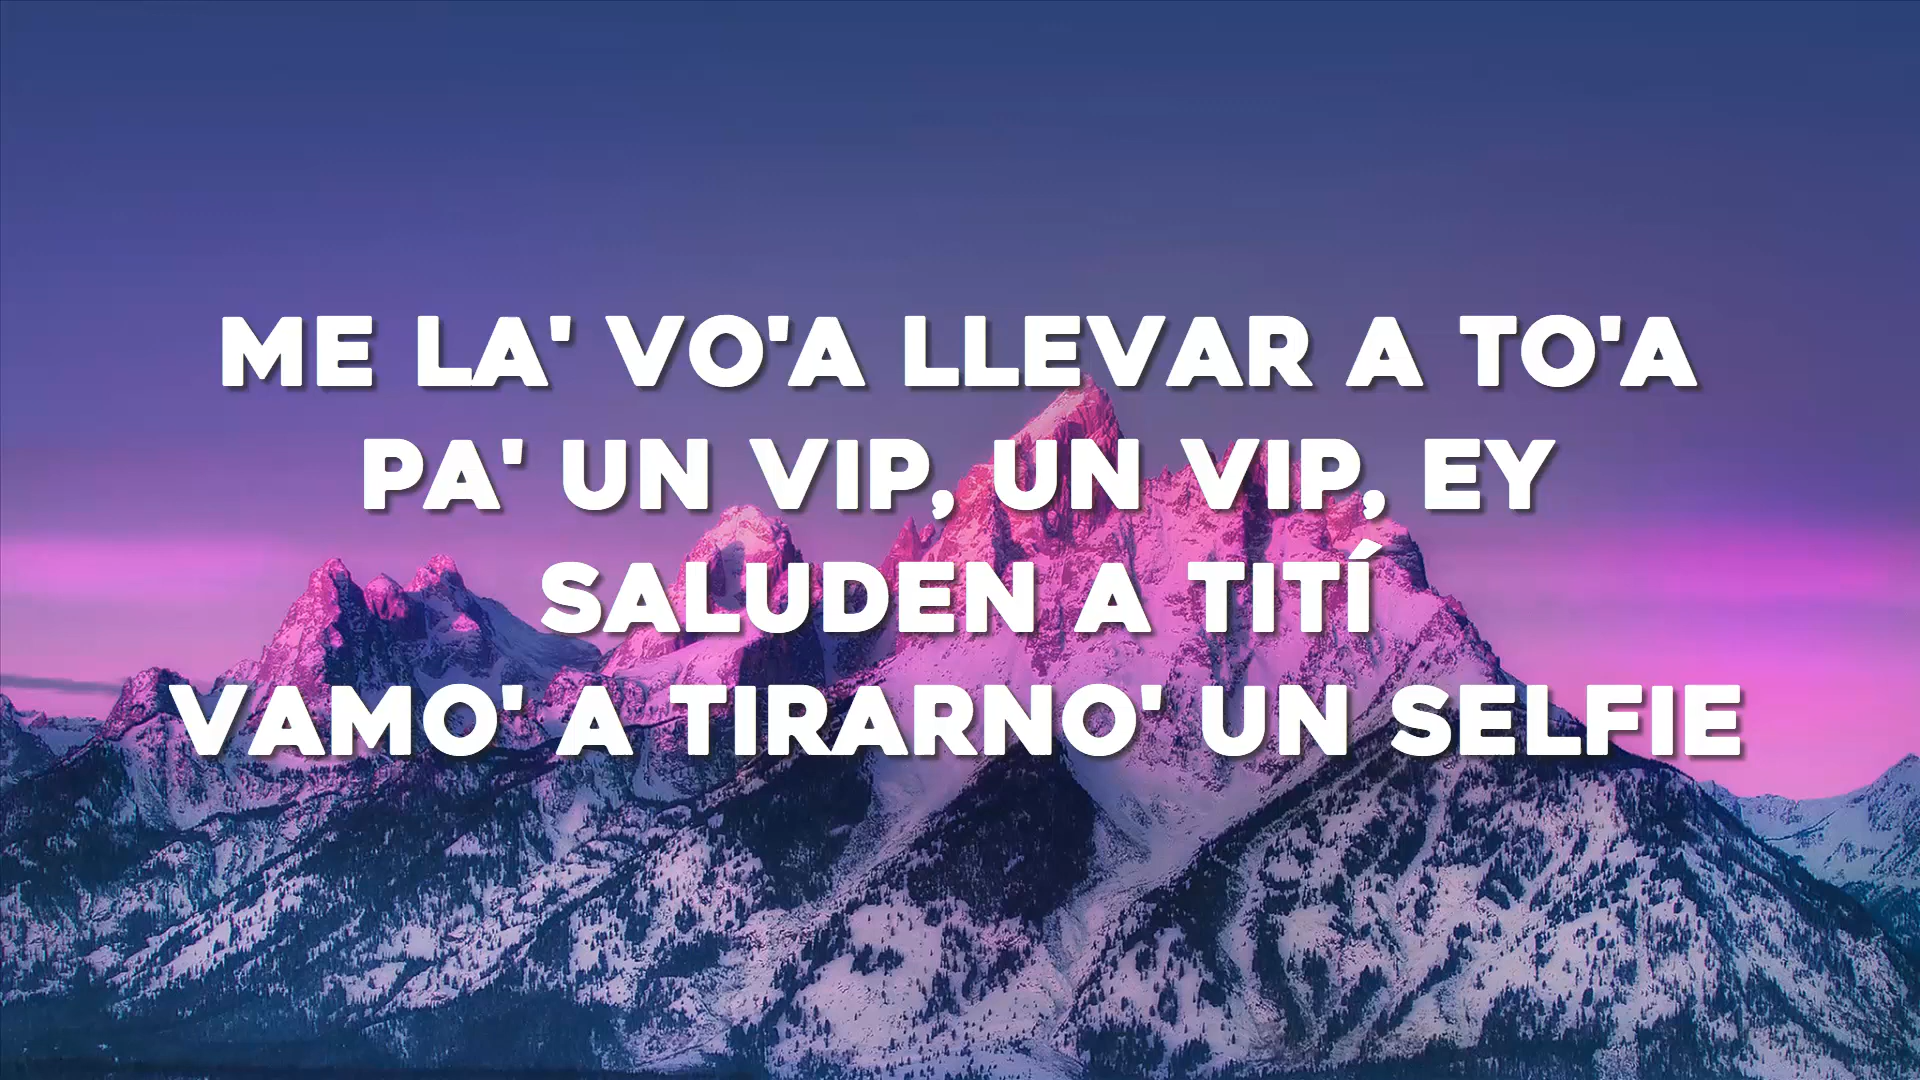 ME LA' VO'A LLEVAR A TO'A
PA' UN VIP, UN VIP, EY
SALUDEN A TITÍ
VAMO' A TIRARNO' UN SELFIE